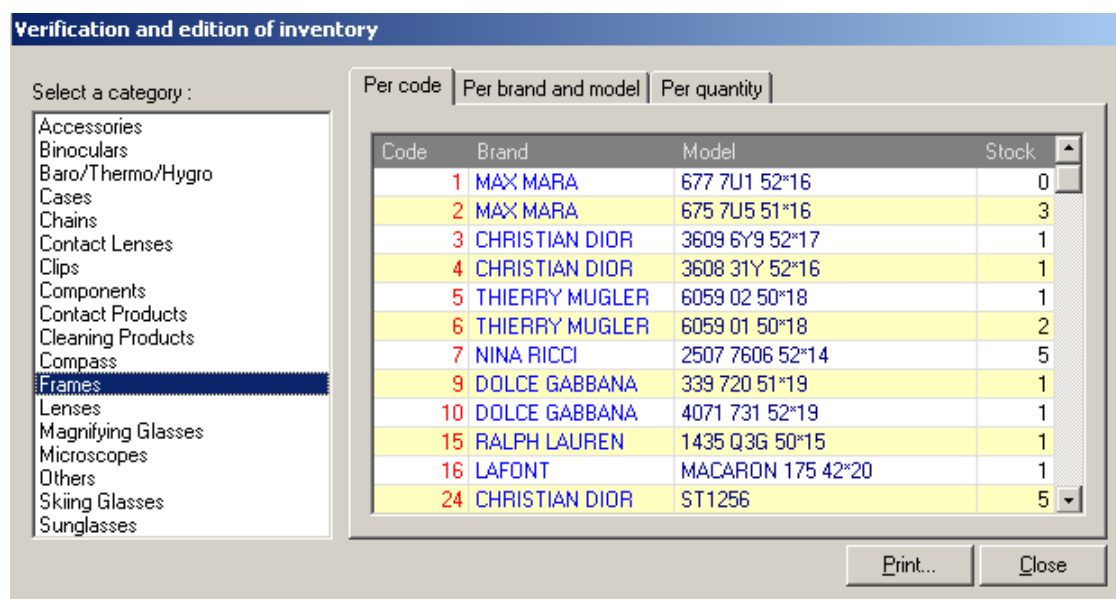 Verification and edition of inventory
Select a category :
Accessories
Binoculars
Baro/Thermo/Hygro
Cases
Chains
Contact Lenses
Clips
Components
Contact Products
Cleaning Products
Compass
Frames
Lenses
Magnifying Glasses
Microscopes
Others
Skiing Glasses
Sunglasses
Per code Per brand and model Per quantity
Code Brand Model Stock
1 MAX MARA 677 7U1 52*16 0
2 MAX MARA 675 7U5 51*16 3
3 CHRISTIAN DIOR 3609 6Y9 52*17 1
4 CHRISTIAN DIOR 3608 31Y 52*16 1
5 THIERRY MUGLER 6059 02 50*18 1
6 THIERRY MUGLER 6059 01 50*18 2
7 NINA RICCI 2507 7606 52*14 5
9 DOLCE GABBANA 339 720 51*19 1
10 DOLCE GABBANA 4071 731 52*19 1
15 RALPH LAUREN 1435 Q3G 50*15 1
16 LAFONT MACARON 175 42*20 1
24 CHRISTIAN DIOR ST1256 5
Print... Close